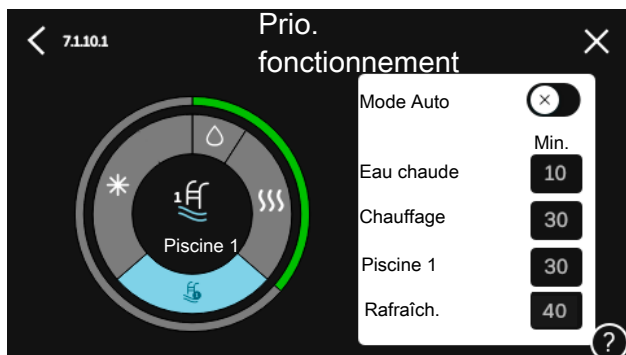 7.1.10.1
Prio.
fonctionnement
Mode Auto
Min.
Eau chaude
10
Chauffage
30
Piscine 1
30
Rafraîch.
40
1
Piscine 1
?